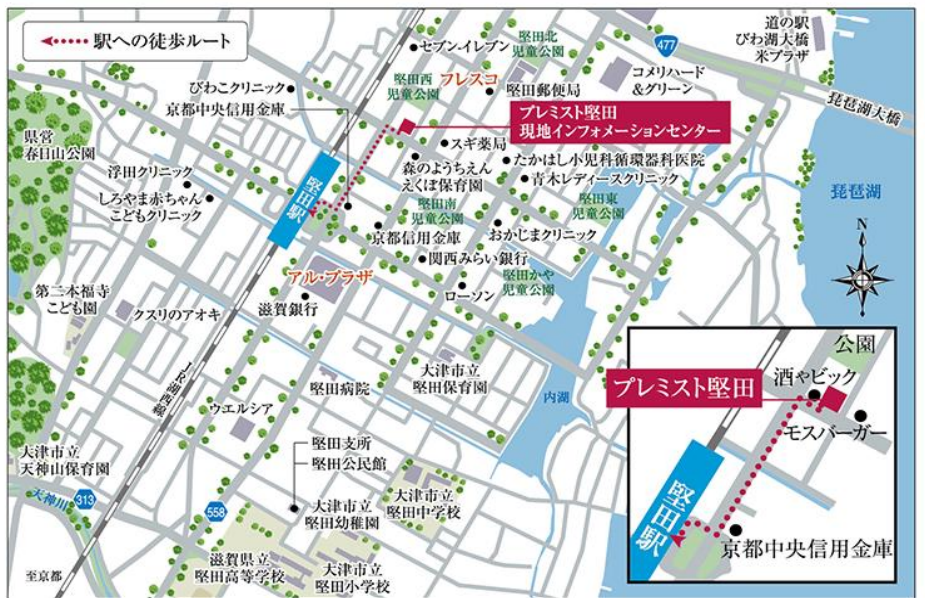 駅への徒歩ルート
セブン-イレブン
堅田北
児童公園
477
道の駅
びわ湖大橋
米プラザ
びわこクリニック
堅田西
児童公園
フレスコ
堅田郵便局
コメリハード
&グリーン
琵琶湖大橋
京都中央信用金庫
プレミスト堅田
現地インフォメーションセンター
県営
春日山公園
スギ薬局
浮田クリニック
森のようちえん
えくぼ保育園
たかはし小児科循環器科医院
青木レディースクリニック
しろやま赤ちゃん
こどもクリニック
堅田駅
堅田南
児童公園
堅田東
児童公園
琵琶湖
京都信用金庫
おかじまクリニック
N
関西みらい銀行
アル・プラザ
堅田かや
児童公園
第二本福寺
こども園
クスリのアオキ
滋賀銀行
ローソン
JR湖西線
堅田病院
大津市立
堅田保育園
内湖
ウエルシア
大津市立
天神山保育園
堅田支所
堅田公民館
天神川
313
558
大津市立
堅田幼稚園
大津市立
堅田中学校
滋賀県立
堅田高等学校
大津市立
堅田小学校
至京都
公園
酒やビック
プレミスト堅田
モスバーガー
堅田駅
京都中央信用金庫